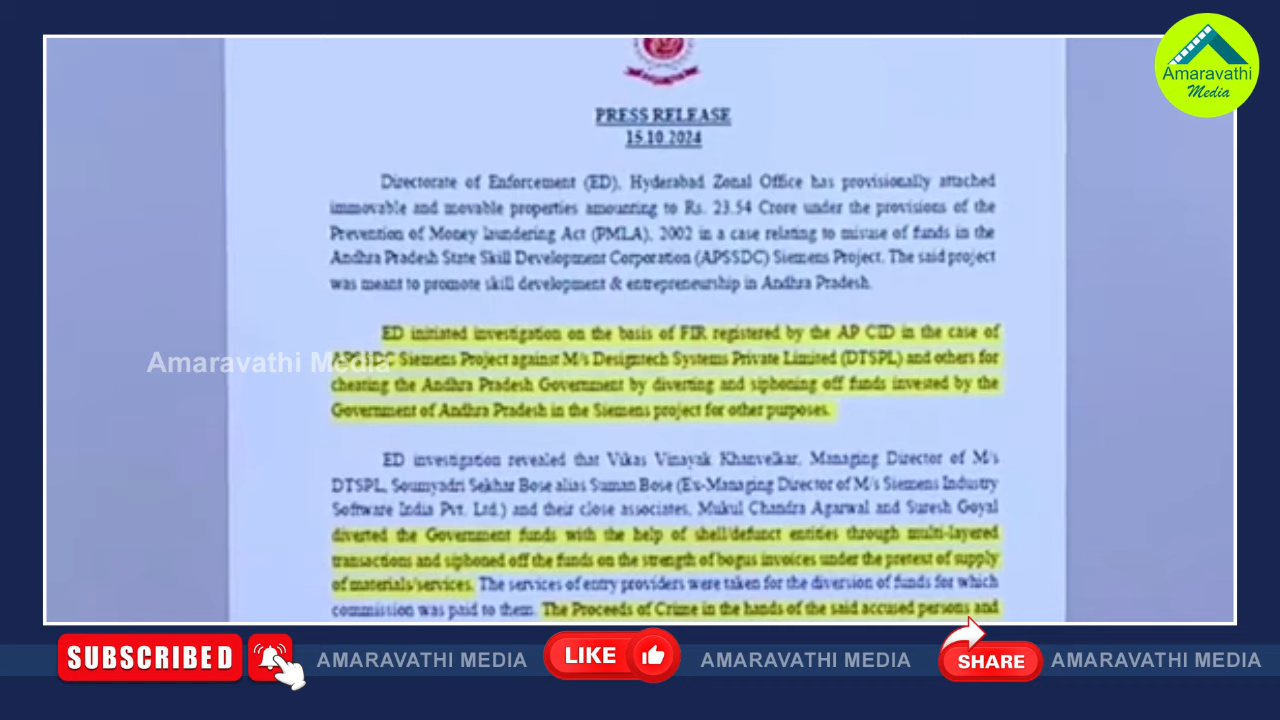 Amaravathi
Media
PRESS RELEASE
15.10.2024
Directorate of Enforcement (ED), Hyderabad Zonal Office has provisionally attached
immovable and movable properties amounting to Rs. 23.54 Crore under the provisions of the
Prevention of Money laundering Act (PMLA), 2002 in a case relating to misuse of funds in the
Andhra Pradesh State Skill Development Corporation (APSSDC) Siemens Project. The said project
was meant to promote skill development & entrepreneurship in Andhra Pradesh.
ED initiated investigation on the basis of FIR registered by the AP CID in the case of
APSSDC Siemens Project against M/s Designtech Systems Private Limited (DTSPL) and others for
cheating the Andhra Pradesh Government by diverting and siphoning off funds invested by the
Government of Andhra Pradesh in the Siemens project for other purposes.
Amaravathi Media
ED investigation revealed that Vikas Vinayak Khanvelkar, Managing Director of M/s
DTSPL, Soumyadri Sekhar Bose alias Suman Bose (Ex-Managing Director of M/s Siemens Industry
Software India Pvt. Ltd.) and their close associates, Mukul Chandra Agarwal and Suresh Goyal
diverted the Government funds with the help of shell/defunct entities through multi-layered
transactions and siphoned off the funds on the strength of bogus invoices under the pretext of supply
of materials/services. The services of entry providers were taken for the diversion of funds for which
commission was paid to them. The Proceeds of Crime in the hands of the said accused persons and
SUBSCRIBED AMARAVATHI MEDIA LIKE AMARAVATHI MEDIA SHARE AMARAVATHI MEDIA